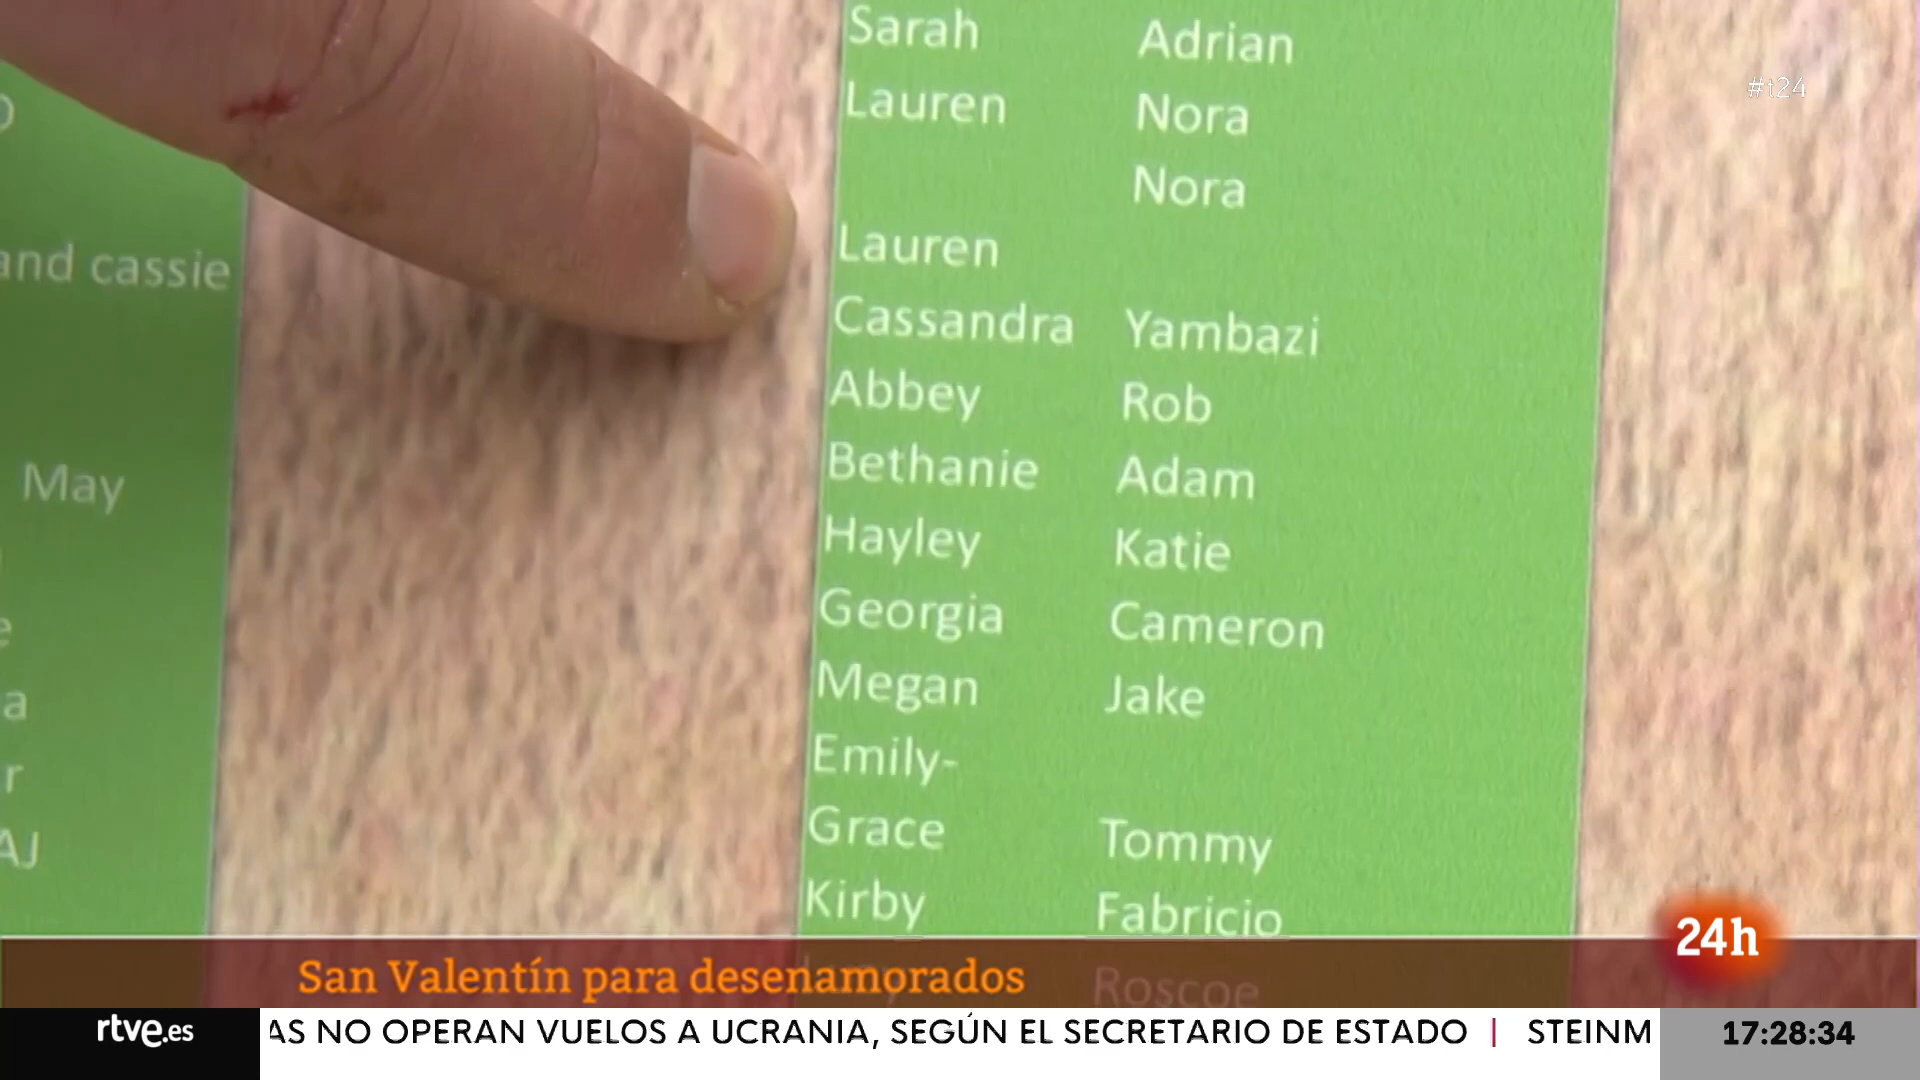 Sarah Adrian
#t24
Lauren Nora
Nora
Lauren
and cassie
Cassandra Yambazi
Abbey Rob
Bethanie Adam
May
Hayley Katie
Georgia Cameron
Megan Jake
a
Emily-
r
Grace Tommy
AJ
Kirby Fabricio
24h
San Valentín para desenamorados
Roscoe
rtve.es
AS NO OPERAN VUELOS A UCRANIA, SEGÚN EL SECRETARIO DE ESTADO | STEINM
17:28:34